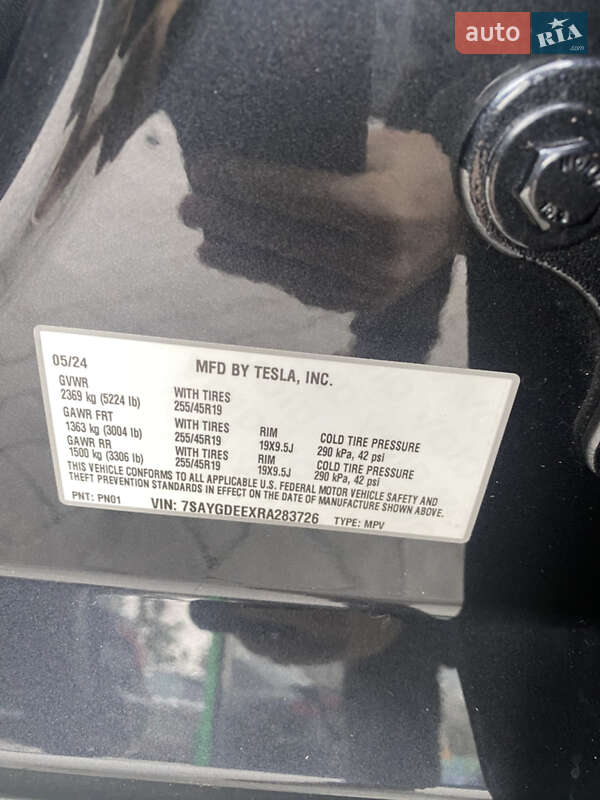 auto RIA.com
05/24 MFD BY TESLA, INC.
GVWR WITH TIRES
2369 kg (5224 lb) 255/45R19
GAWR FRT WITH TIRES RIM COLD TIRE PRESSURE
1363 kg (3004 lb) 255/45R19 19X9.5J 290 kPa, 42 psi
GAWR RR WITH TIRES RIM COLD TIRE PRESSURE
1500 kg (3306 lb) 255/45R19 19X9.5J 290 kPa, 42 psi
THIS VEHICLE CONFORMS TO ALL APPLICABLE U.S. FEDERAL MOTOR VEHICLE SAFETY AND
THEFT PREVENTION STANDARDS IN EFFECT ON THE DATE OF MANUFACTURE SHOWN ABOVE.
PNT: PN01 VIN: 7SAYGDEEXRA283726 TYPE: MPV